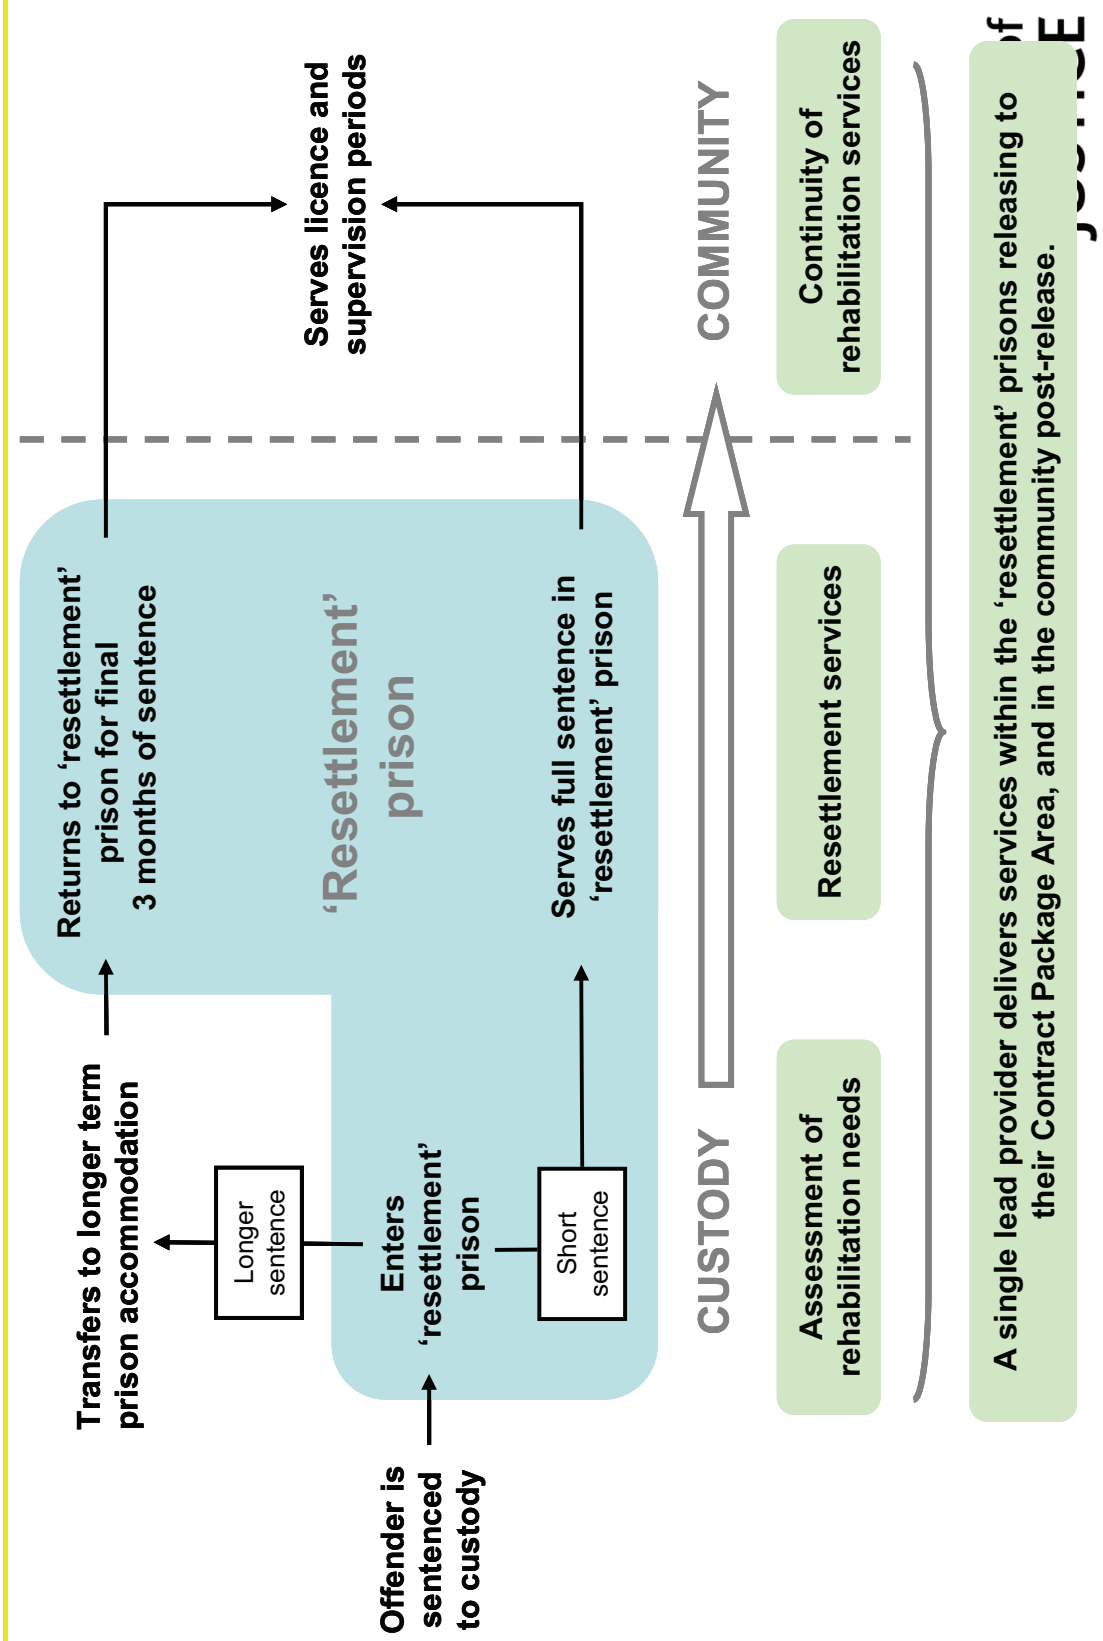 Offender is
sentenced
to custody
Enters
‘resettlement’
prison
Longer
sentence
Short
sentence
Transfers to longer term
prison accommodation
Returns to ‘resettlement’
prison for final
3 months of sentence
‘Resettlement’
prison
Serves full sentence in
‘resettlement’ prison
Serves licence and
supervision periods
CUSTODY
COMMUNITY
Assessment of
rehabilitation needs
Resettlement services
Continuity of
rehabilitation services
A single lead provider delivers services within the ‘resettlement’ prisons releasing to
their Contract Package Area, and in the community post-release.
of